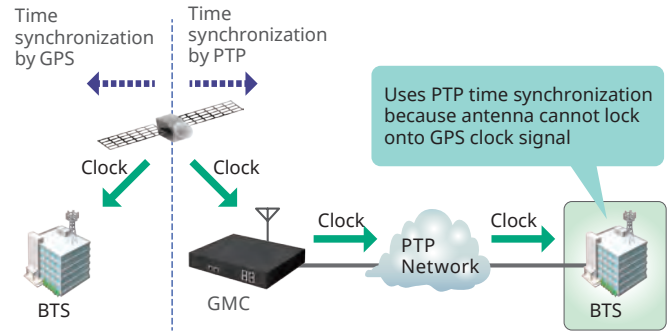 Time
synchronization
by GPS
Time
synchronization
by PTP
Uses PTP time synchronization
because antenna cannot lock
onto GPS clock signal
Clock
Clock
Clock
Clock
PTP
Network
BTS
GMC
BTS